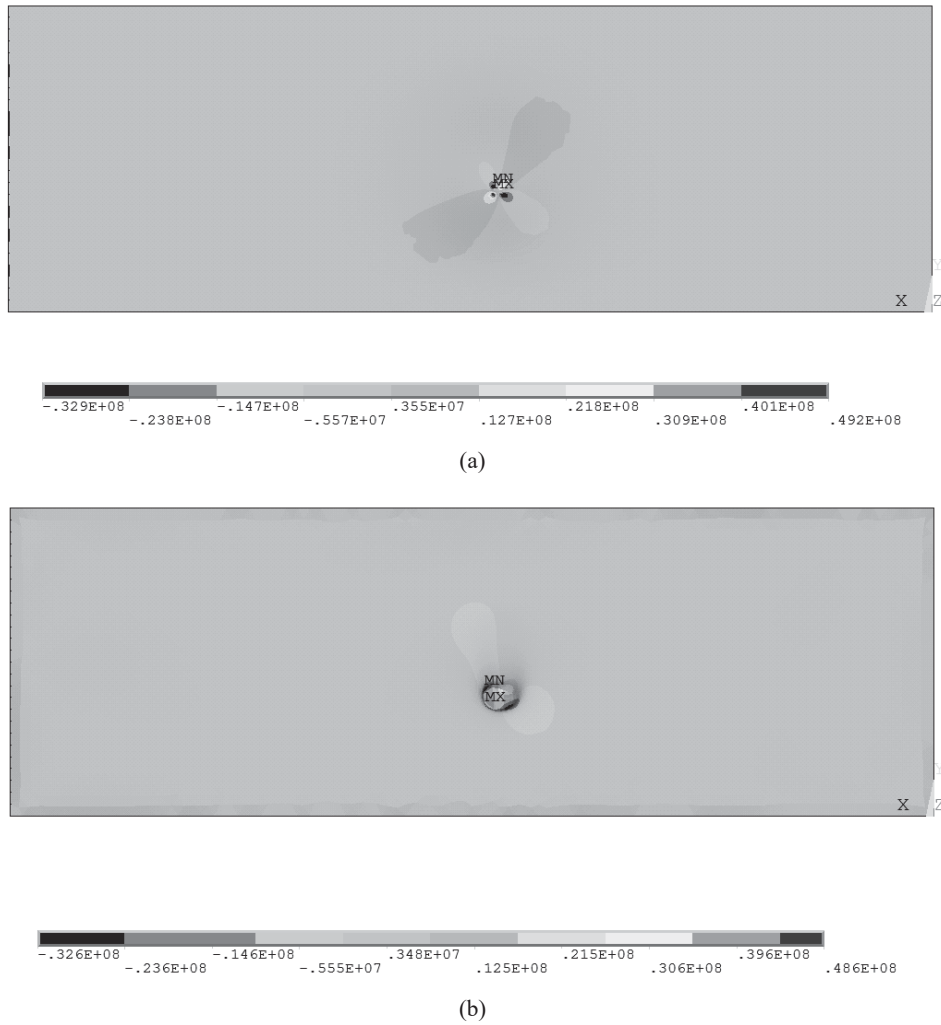 MN
MX
Y
X Z
-.329E+08 -.147E+08 .355E+07 .218E+08 .401E+08
-.238E+08 -.557E+07 .127E+08 .309E+08 .492E+08
(a)
MN
MX
Y
X Z
-.326E+08 -.146E+08 .348E+07 .215E+08 .396E+08
-.236E+08 -.555E+07 .125E+08 .306E+08 .486E+08
(b)